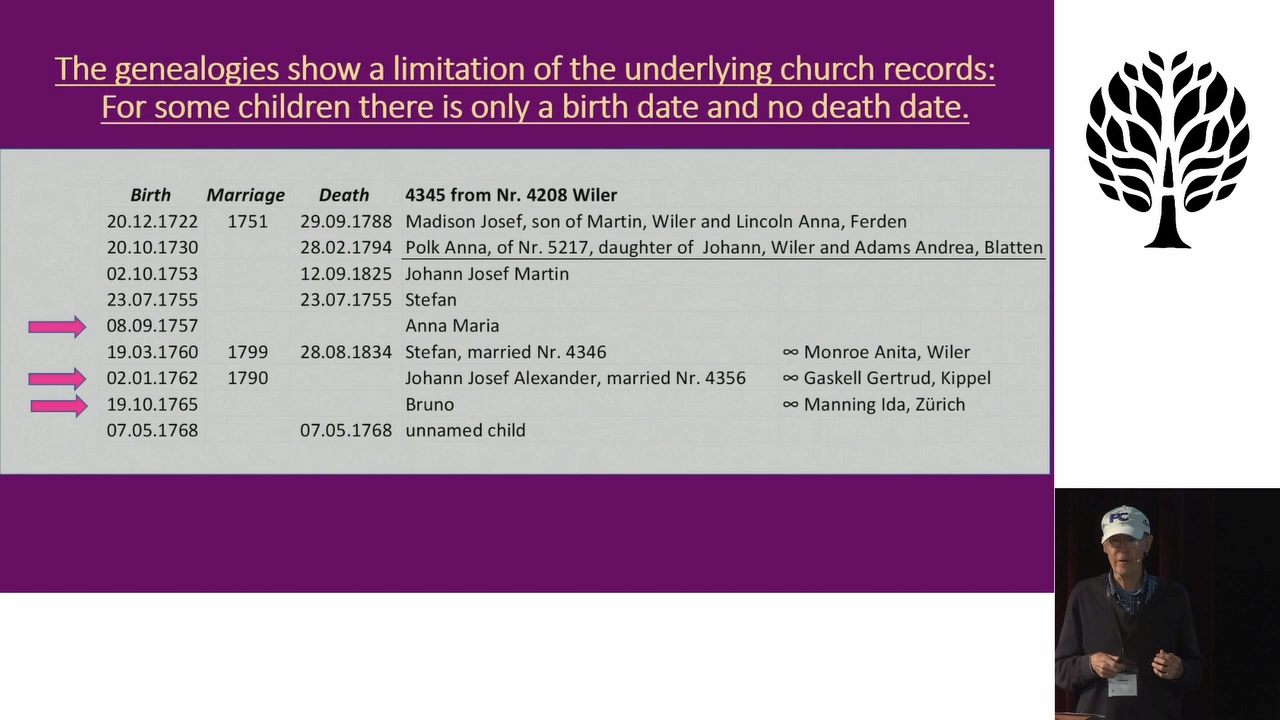 The genealogies show a limitation of the underlying church records:
For some children there is only a birth date and no death date.
Birth Marriage Death 4345 from Nr. 4208 Wiler
20.12.1722 1751 29.09.1788 Madison Josef, son of Martin, Wiler and Lincoln Anna, Ferden
20.10.1730 28.02.1794 Polk Anna, of Nr. 5217, daughter of Johann, Wiler and Adams Andrea, Blatten
02.10.1753 12.09.1825 Johann Josef Martin
23.07.1755 23.07.1755 Stefan
08.09.1757 Anna Maria
19.03.1760 1799 28.08.1834 Stefan, married Nr. 4346 ∞ Monroe Anita, Wiler
02.01.1762 1790 Johann Josef Alexander, married Nr. 4356 ∞ Gaskell Gertrud, Kippel
19.10.1765 Bruno ∞ Manning Ida, Zürich
07.05.1768 07.05.1768 unnamed child